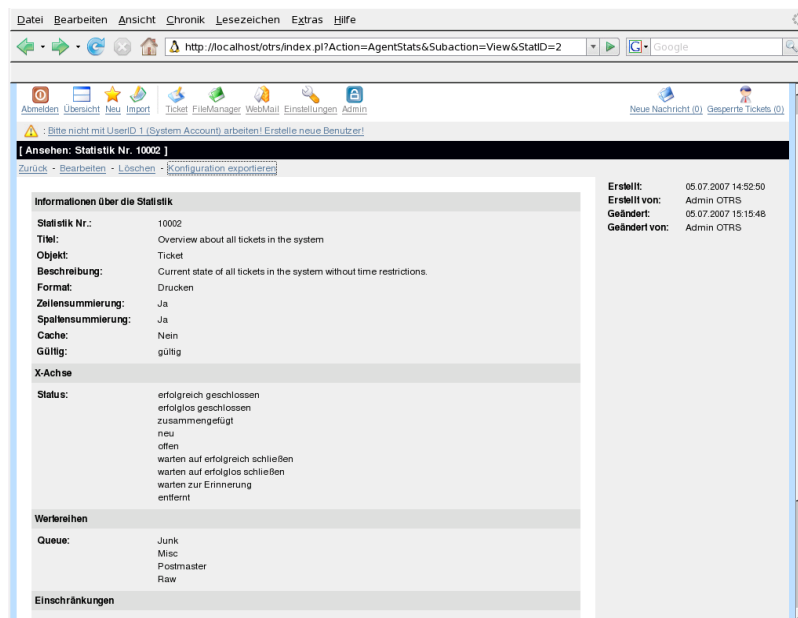 Datei Bearbeiten Ansicht Chronik Lesezeichen Extras Hilfe
http://localhost/otrs/index.pl?Action=AgentStats&Subaction=View&StatID=2
G Google
Abmelden Übersicht Neu Import Ticket FileManager WebMail Einstellungen Admin
Neue Nachricht (0) Gesperrte Tickets (0)
: Bitte nicht mit UserID 1 (System Account) arbeiten! Erstelle neue Benutzer!
[ Ansehen: Statistik Nr. 10002 ]
Zurück - Bearbeiten - Löschen - Konfiguration exportieren
Informationen über die Statistik
Statistik Nr.: 10002
Titel: Overview about all tickets in the system
Objekt: Ticket
Beschreibung: Current state of all tickets in the system without time restrictions.
Format: Drucken
Zeilensummierung: Ja
Spaltensummierung: Ja
Cache: Nein
Gültig: gültig
X-Achse
Status: erfolgreich geschlossen
erfolglos geschlossen
zusammengefügt
neu
offen
warten auf erfolgreich schließen
warten auf erfolglos schließen
warten zur Erinnerung
entfernt
Wertereihen
Queue: Junk
Misc
Postmaster
Raw
Einschränkungen
Erstellt: 05.07.2007 14:52:50
Erstellt von: Admin OTRS
Geändert: 05.07.2007 15:15:48
Geändert von: Admin OTRS